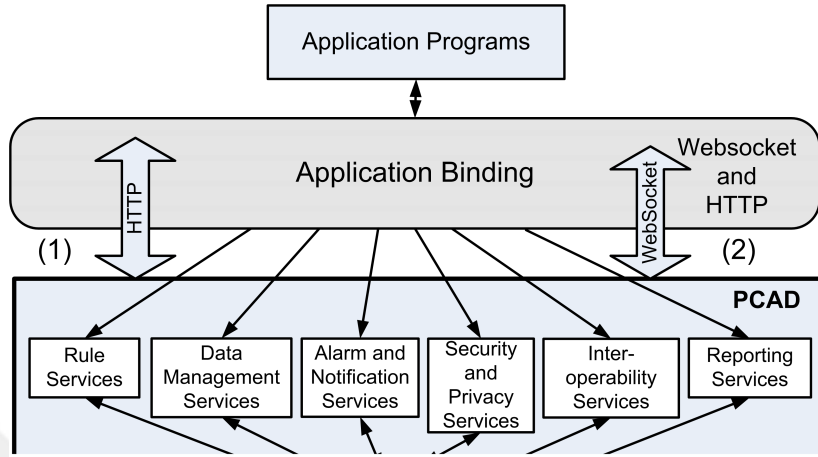 Application Programs
Application Binding
Websocket
and
HTTP
HTTP
WebSocket
(1)
(2)
PCAD
Rule
Services
Data
Management
Services
Alarm and
Notification
Services
Security
and
Privacy
Services
Inter-
operability
Services
Reporting
Services